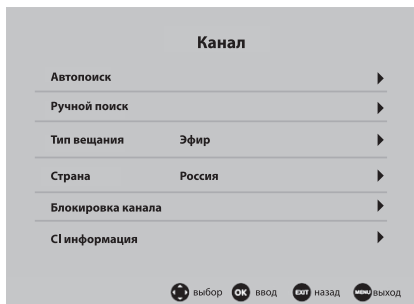 Канал
Автопоиск
Ручной поиск
Тип вещания Эфир
Страна Россия
Блокировка канала
CI информация
выбор OK ввод EXIT назад MENU выход